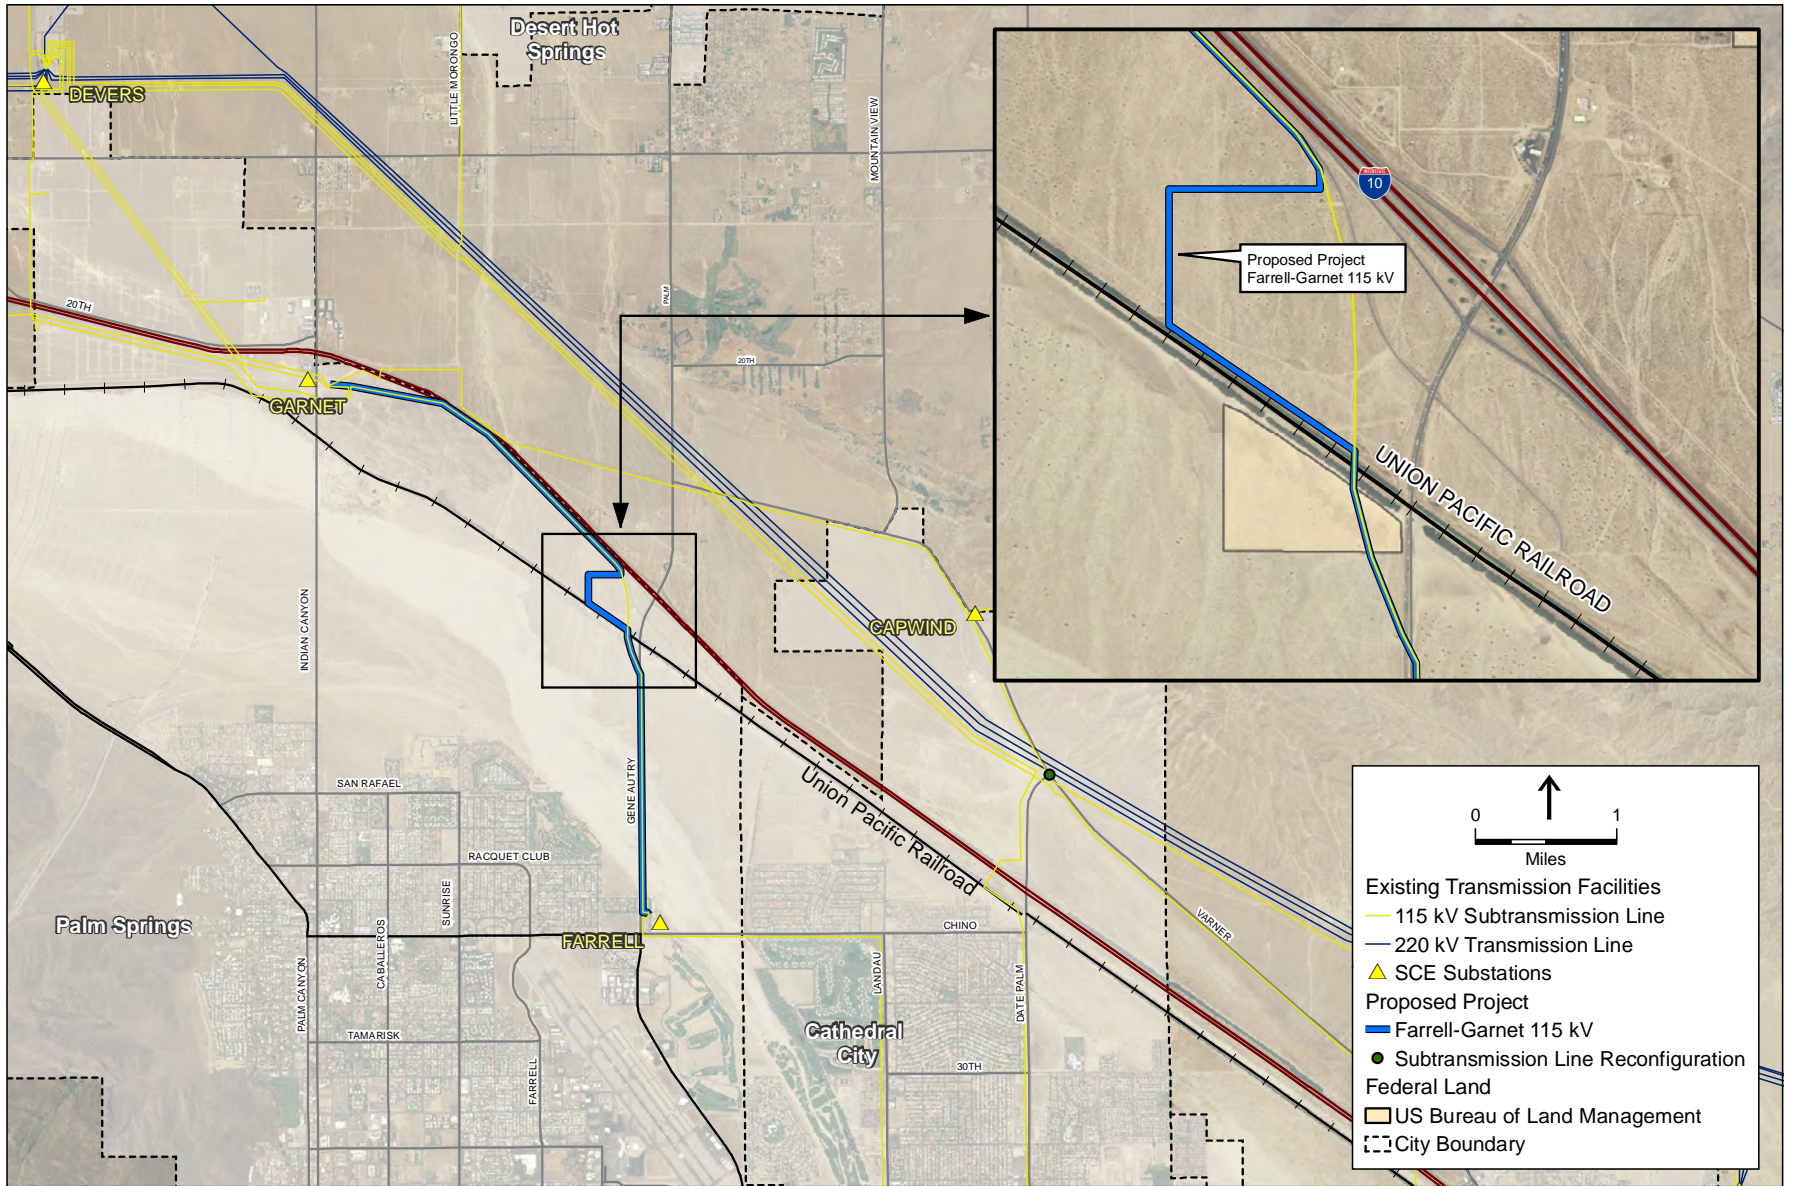 Desert Hot
Springs
DEVERS
LITTLE MORONGO
MOUNTAIN VIEW
10
Proposed Project
Farrell-Garnet 115 kV
UNION PACIFIC RAILROAD
20TH
PALM
20TH
GARNET
INDIAN CANYON
CAPWIND
GENE AUTRY
Union Pacific Railroad
SAN RAFAEL
RACQUET CLUB
SUNRISE
CABALLEROS
PALM CANYON
Palm Springs
FARRELL
CHINO
LANDAU
DATE PALM
VARNER
TAMARISK
FARRELL
Cathedral
City
30TH
0 1
Miles
Existing Transmission Facilities
115 kV Subtransmission Line
220 kV Transmission Line
SCE Substations
Proposed Project
Farrell-Garnet 115 kV
Subtransmission Line Reconfiguration
Federal Land
US Bureau of Land Management
City Boundary